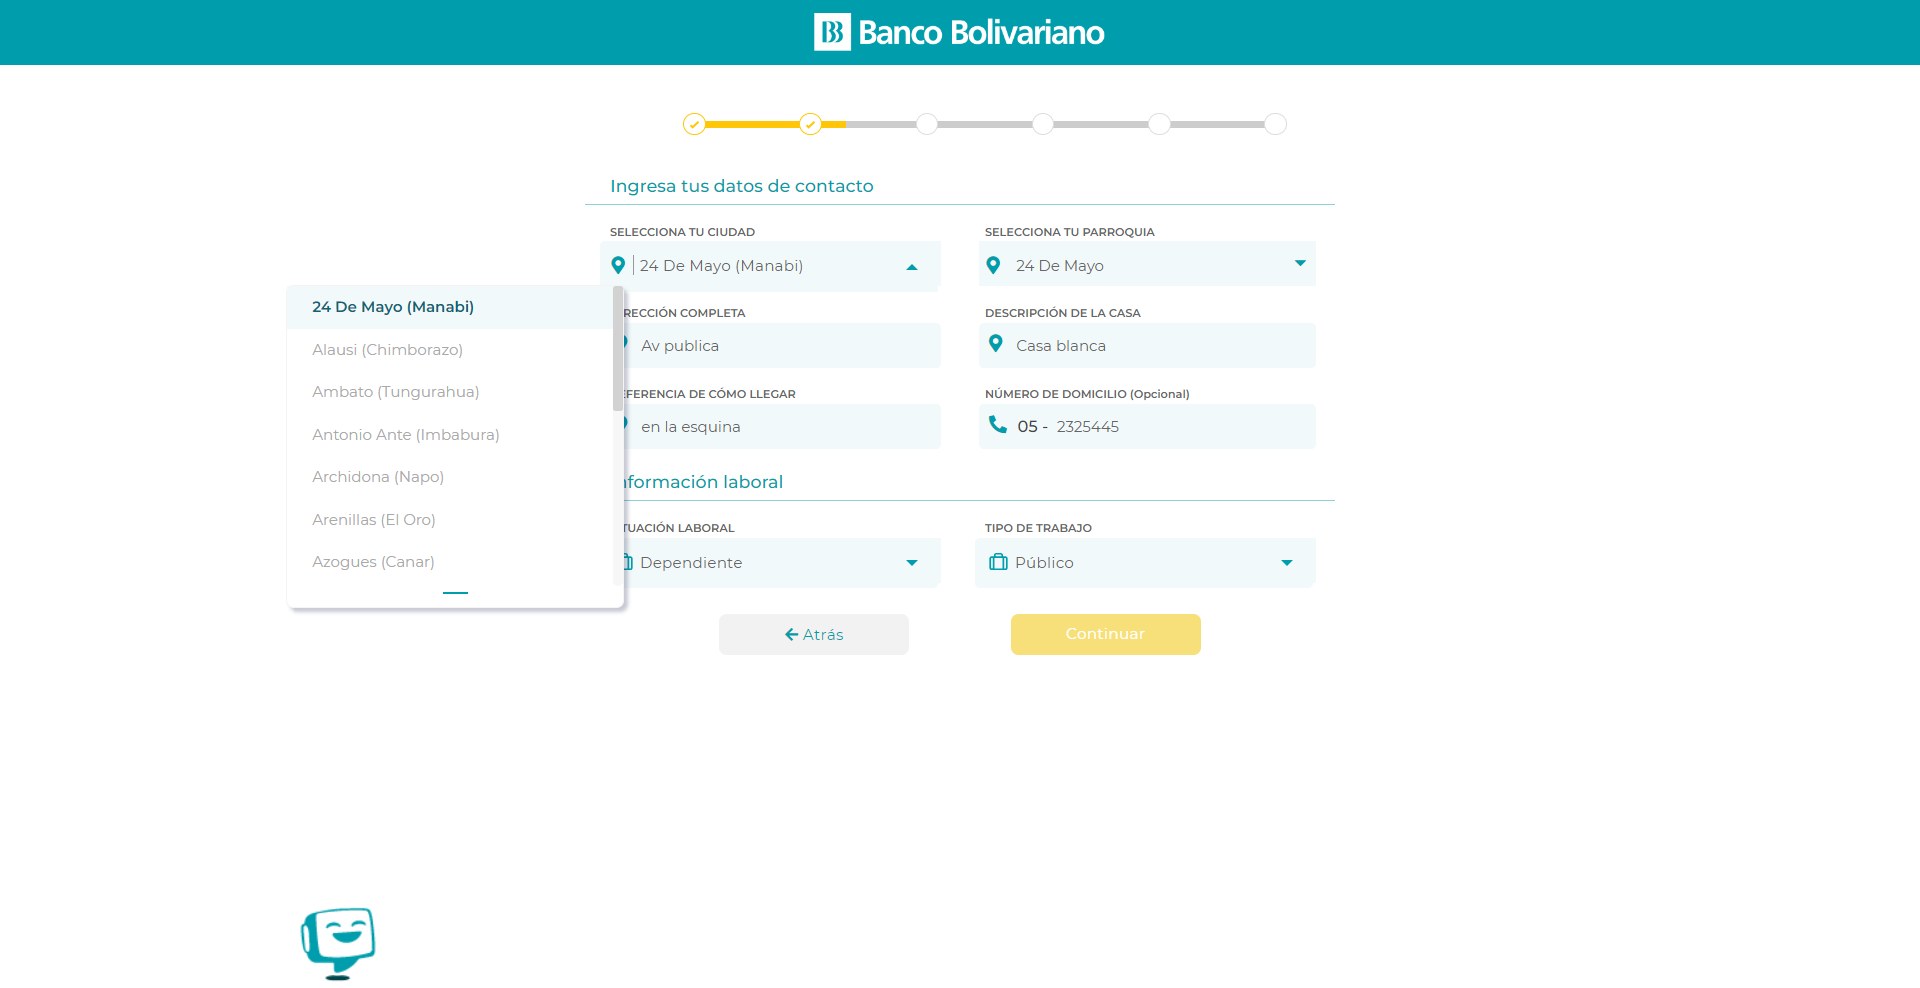 Banco Bolivariano
Ingresa tus datos de contacto
SELECCIONA TU CIUDAD
SELECCIONA TU PARROQUIA
24 De Mayo (Manabi)
24 De Mayo
24 De Mayo (Manabi)
Alausi (Chimborazo)
Ambato (Tungurahua)
Antonio Ante (Imbabura)
Archidona (Napo)
Arenillas (El Oro)
Azogues (Canar)
RECCIÓN COMPLETA
DESCRIPCIÓN DE LA CASA
Av publica
Casa blanca
EFERENCIA DE CÓMO LLEGAR
NÚMERO DE DOMICILIO (Opcional)
en la esquina
05 - 2325445
nformación laboral
TUACIÓN LABORAL
TIPO DE TRABAJO
Dependiente
Público
Atrás
Continuar